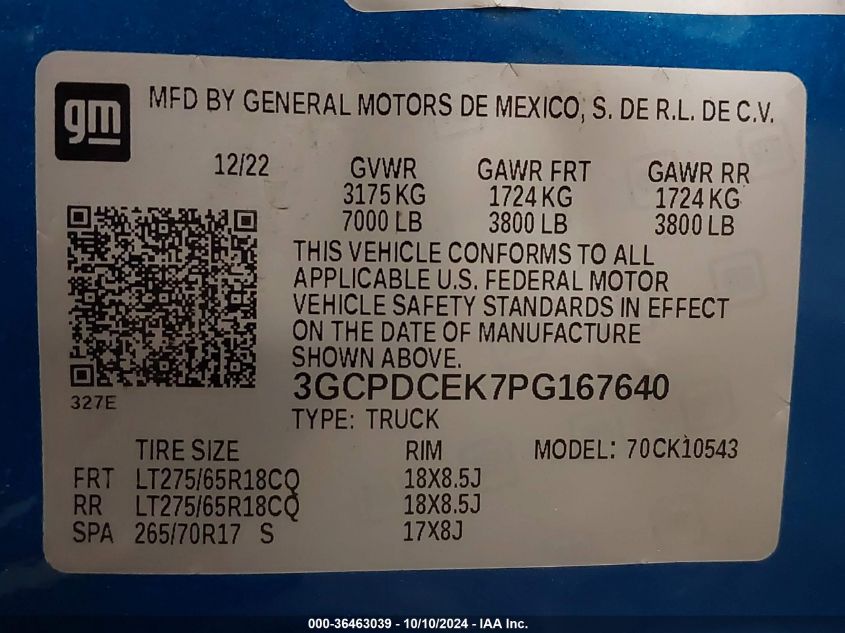 gm
MFD BY GENERAL MOTORS DE MEXICO, S. DE R.L. DE C.V.
12/22 GVWR GAWR FRT GAWR RR
3175 KG 1724 KG 1724 KG
7000 LB 3800 LB 3800 LB
THIS VEHICLE CONFORMS TO ALL
APPLICABLE U.S. FEDERAL MOTOR
VEHICLE SAFETY STANDARDS IN EFFECT
ON THE DATE OF MANUFACTURE
SHOWN ABOVE.
3GCPDCEK7PG167640
327E
TYPE: TRUCK
TIRE SIZE RIM MODEL: 70CK10543
FRT LT275/65R18CQ 18X8.5J
RR LT275/65R18CQ 18X8.5J
SPA 265/70R17 S 17X8J
000-36463039 - 10/10/2024 - IAA Inc.